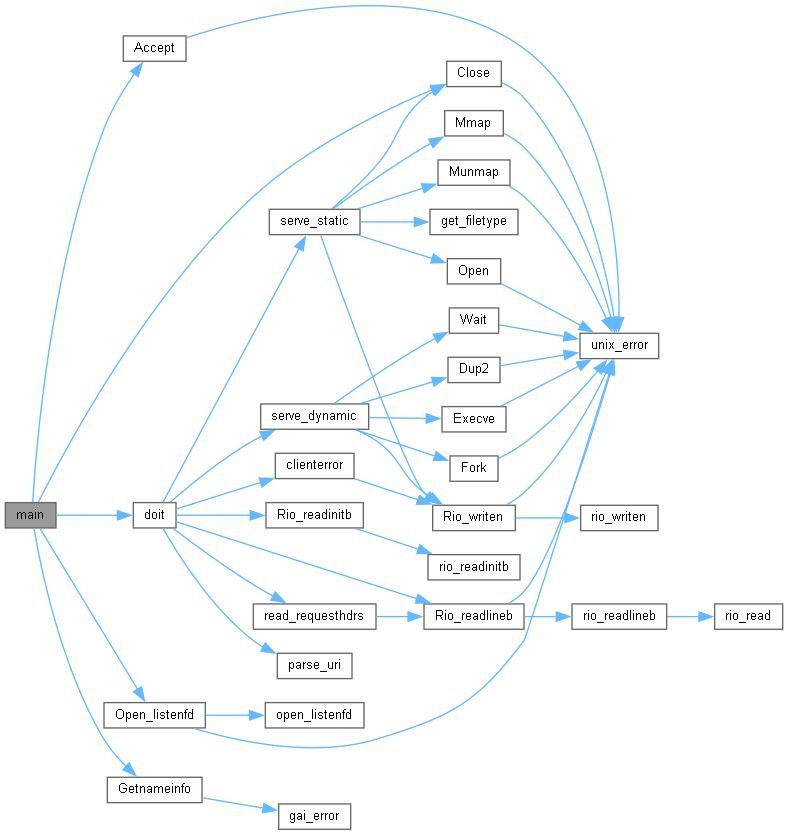 Accept
Close
Mmap
Munmap
serve_static
get_filetype
Open
Wait
unix_error
Dup2
serve_dynamic
Execve
clienterror
Fork
main
doit
Rio_readinitb
Rio_writen
rio_writen
rio_readinitb
read_requesthdrs
Rio_readlineb
rio_readlineb
rio_read
parse_uri
Open_listenfd
open_listenfd
Getnameinfo
gai_error